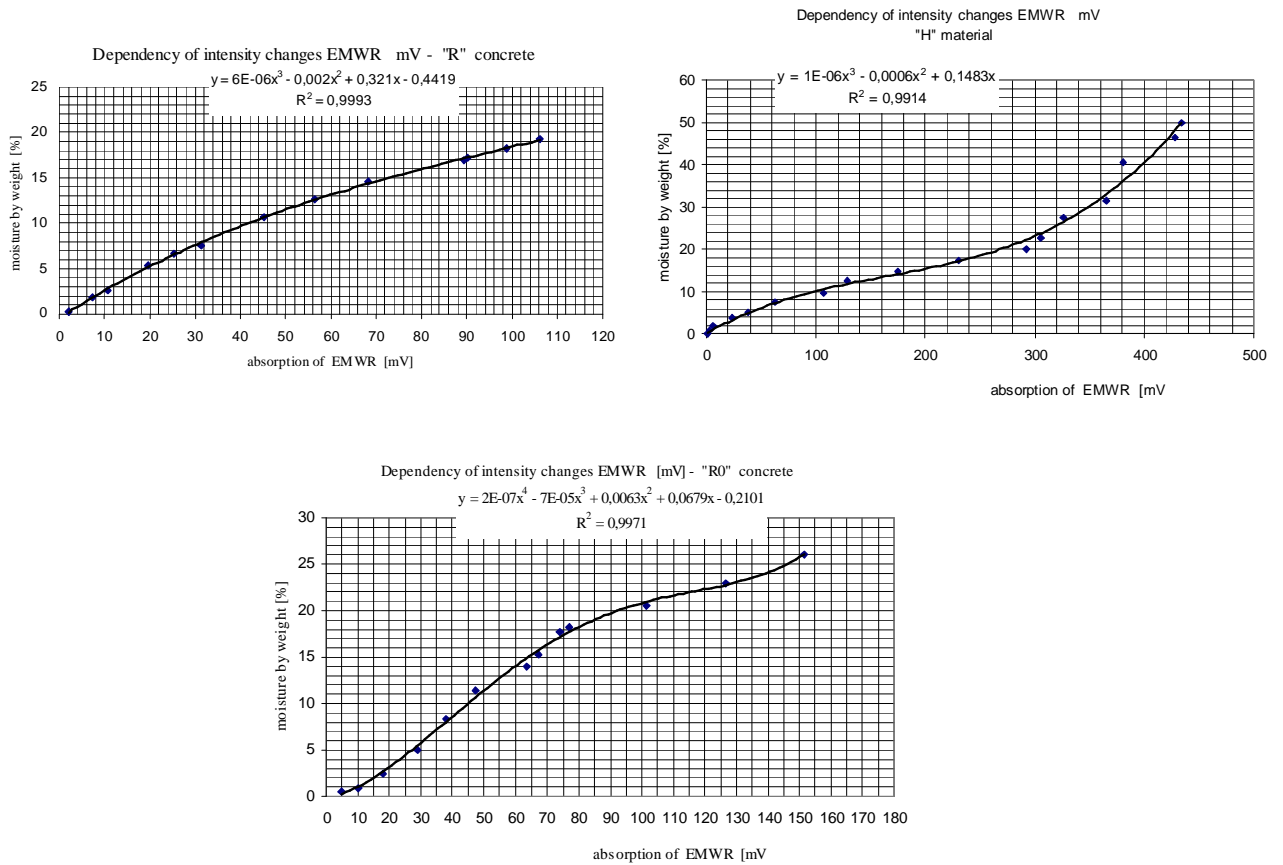 Dependency of intensity changes EMWR mV - "R" concrete
y = 6E-06x³ - 0,002x² + 0,321x - 0,4419
R² = 0,9993
25
20
15
10
5
0
moisture by weight [%]
0 10 20 30 40 50 60 70 80 90 100 110 120
absorption of EMWR [mV]
Dependency of intensity changes EMWR mV
"H" material
y = 1E-06x³ - 0,0006x² + 0,1483x
R² = 0,9914
60
50
40
30
20
10
0
moisture by weight [%]
0 100 200 300 400 500
absorption of EMWR [mV
Dependency of intensity changes EMWR [mV] - "R0" concrete
y = 2E-07x⁴ - 7E-05x³ + 0,0063x² + 0,0679x - 0,2101
R² = 0,9971
30
25
20
15
10
5
0
moisture by weight [%]
0 10 20 30 40 50 60 70 80 90 100 110 120 130 140 150 160 170 180
absorption of EMWR [mV